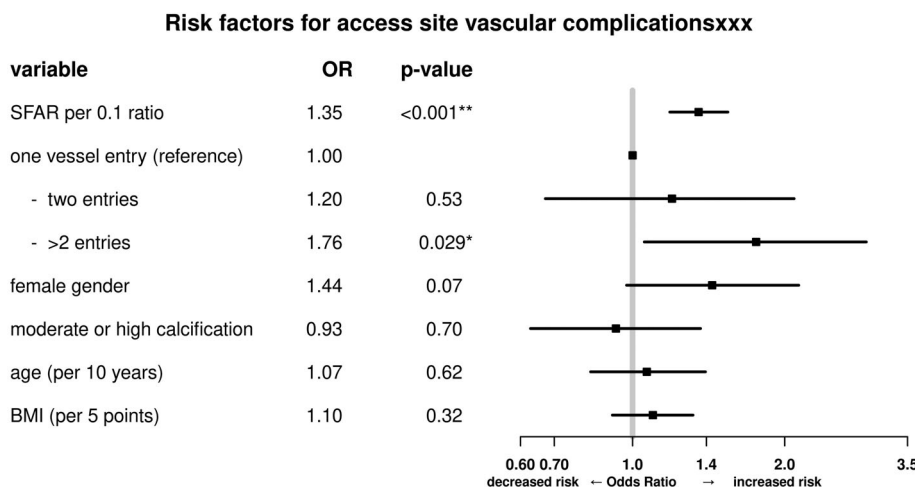 Risk factors for access site vascular complicationsxxx
variable OR p-value
SFAR per 0.1 ratio 1.35 <0.001**
one vessel entry (reference) 1.00
- two entries 1.20 0.53
- >2 entries 1.76 0.029*
female gender 1.44 0.07
moderate or high calcification 0.93 0.70
age (per 10 years) 1.07 0.62
BMI (per 5 points) 1.10 0.32
0.60 0.70 1.0 1.4 2.0 3.5
decreased risk ← Odds Ratio → increased risk